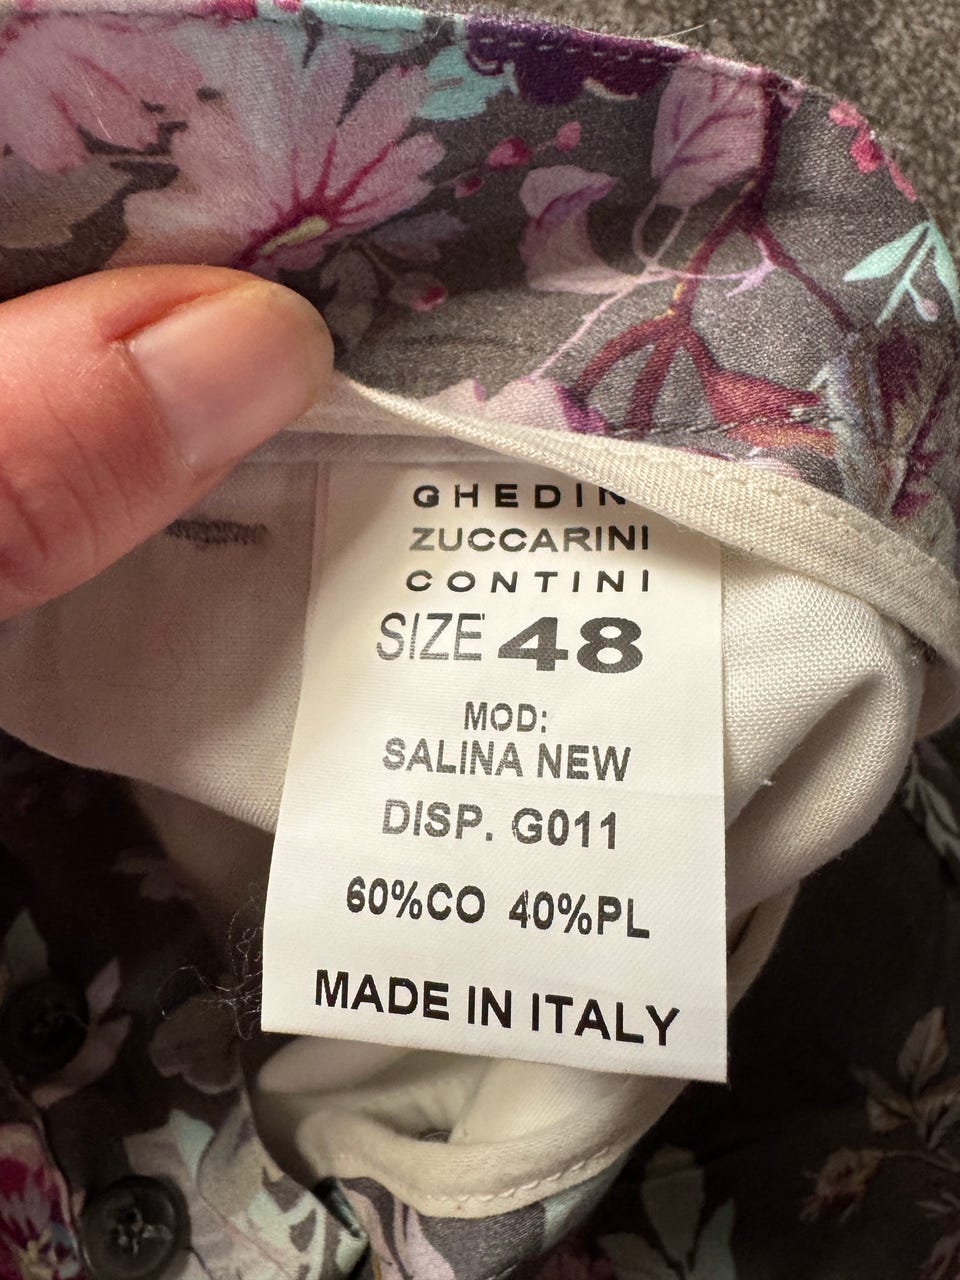 GHEDIN
ZUCCARINI
CONTINI
SIZE 48
MOD:
SALINA NEW
DISP. G011
60%CO 40%PL
MADE IN ITALY